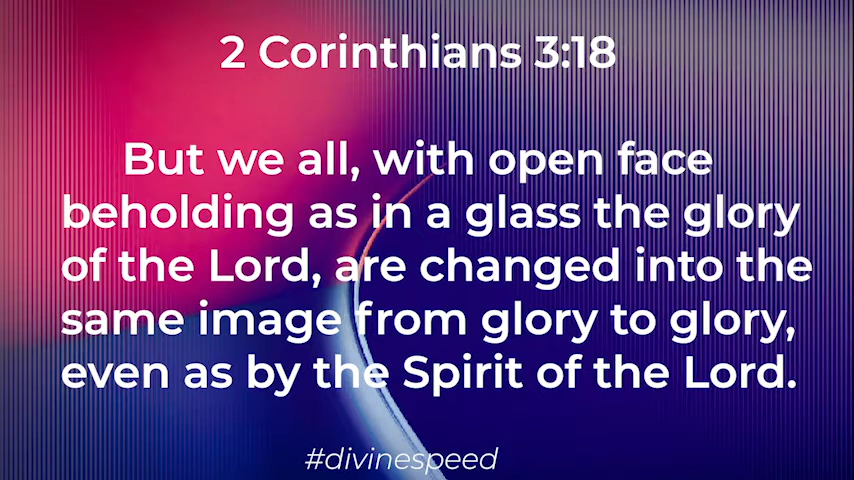 2 Corinthians 3:18
But we all, with open face
beholding as in a glass the glory
of the Lord, are changed into the
same image from glory to glory,
even as by the Spirit of the Lord.
#divinespeed